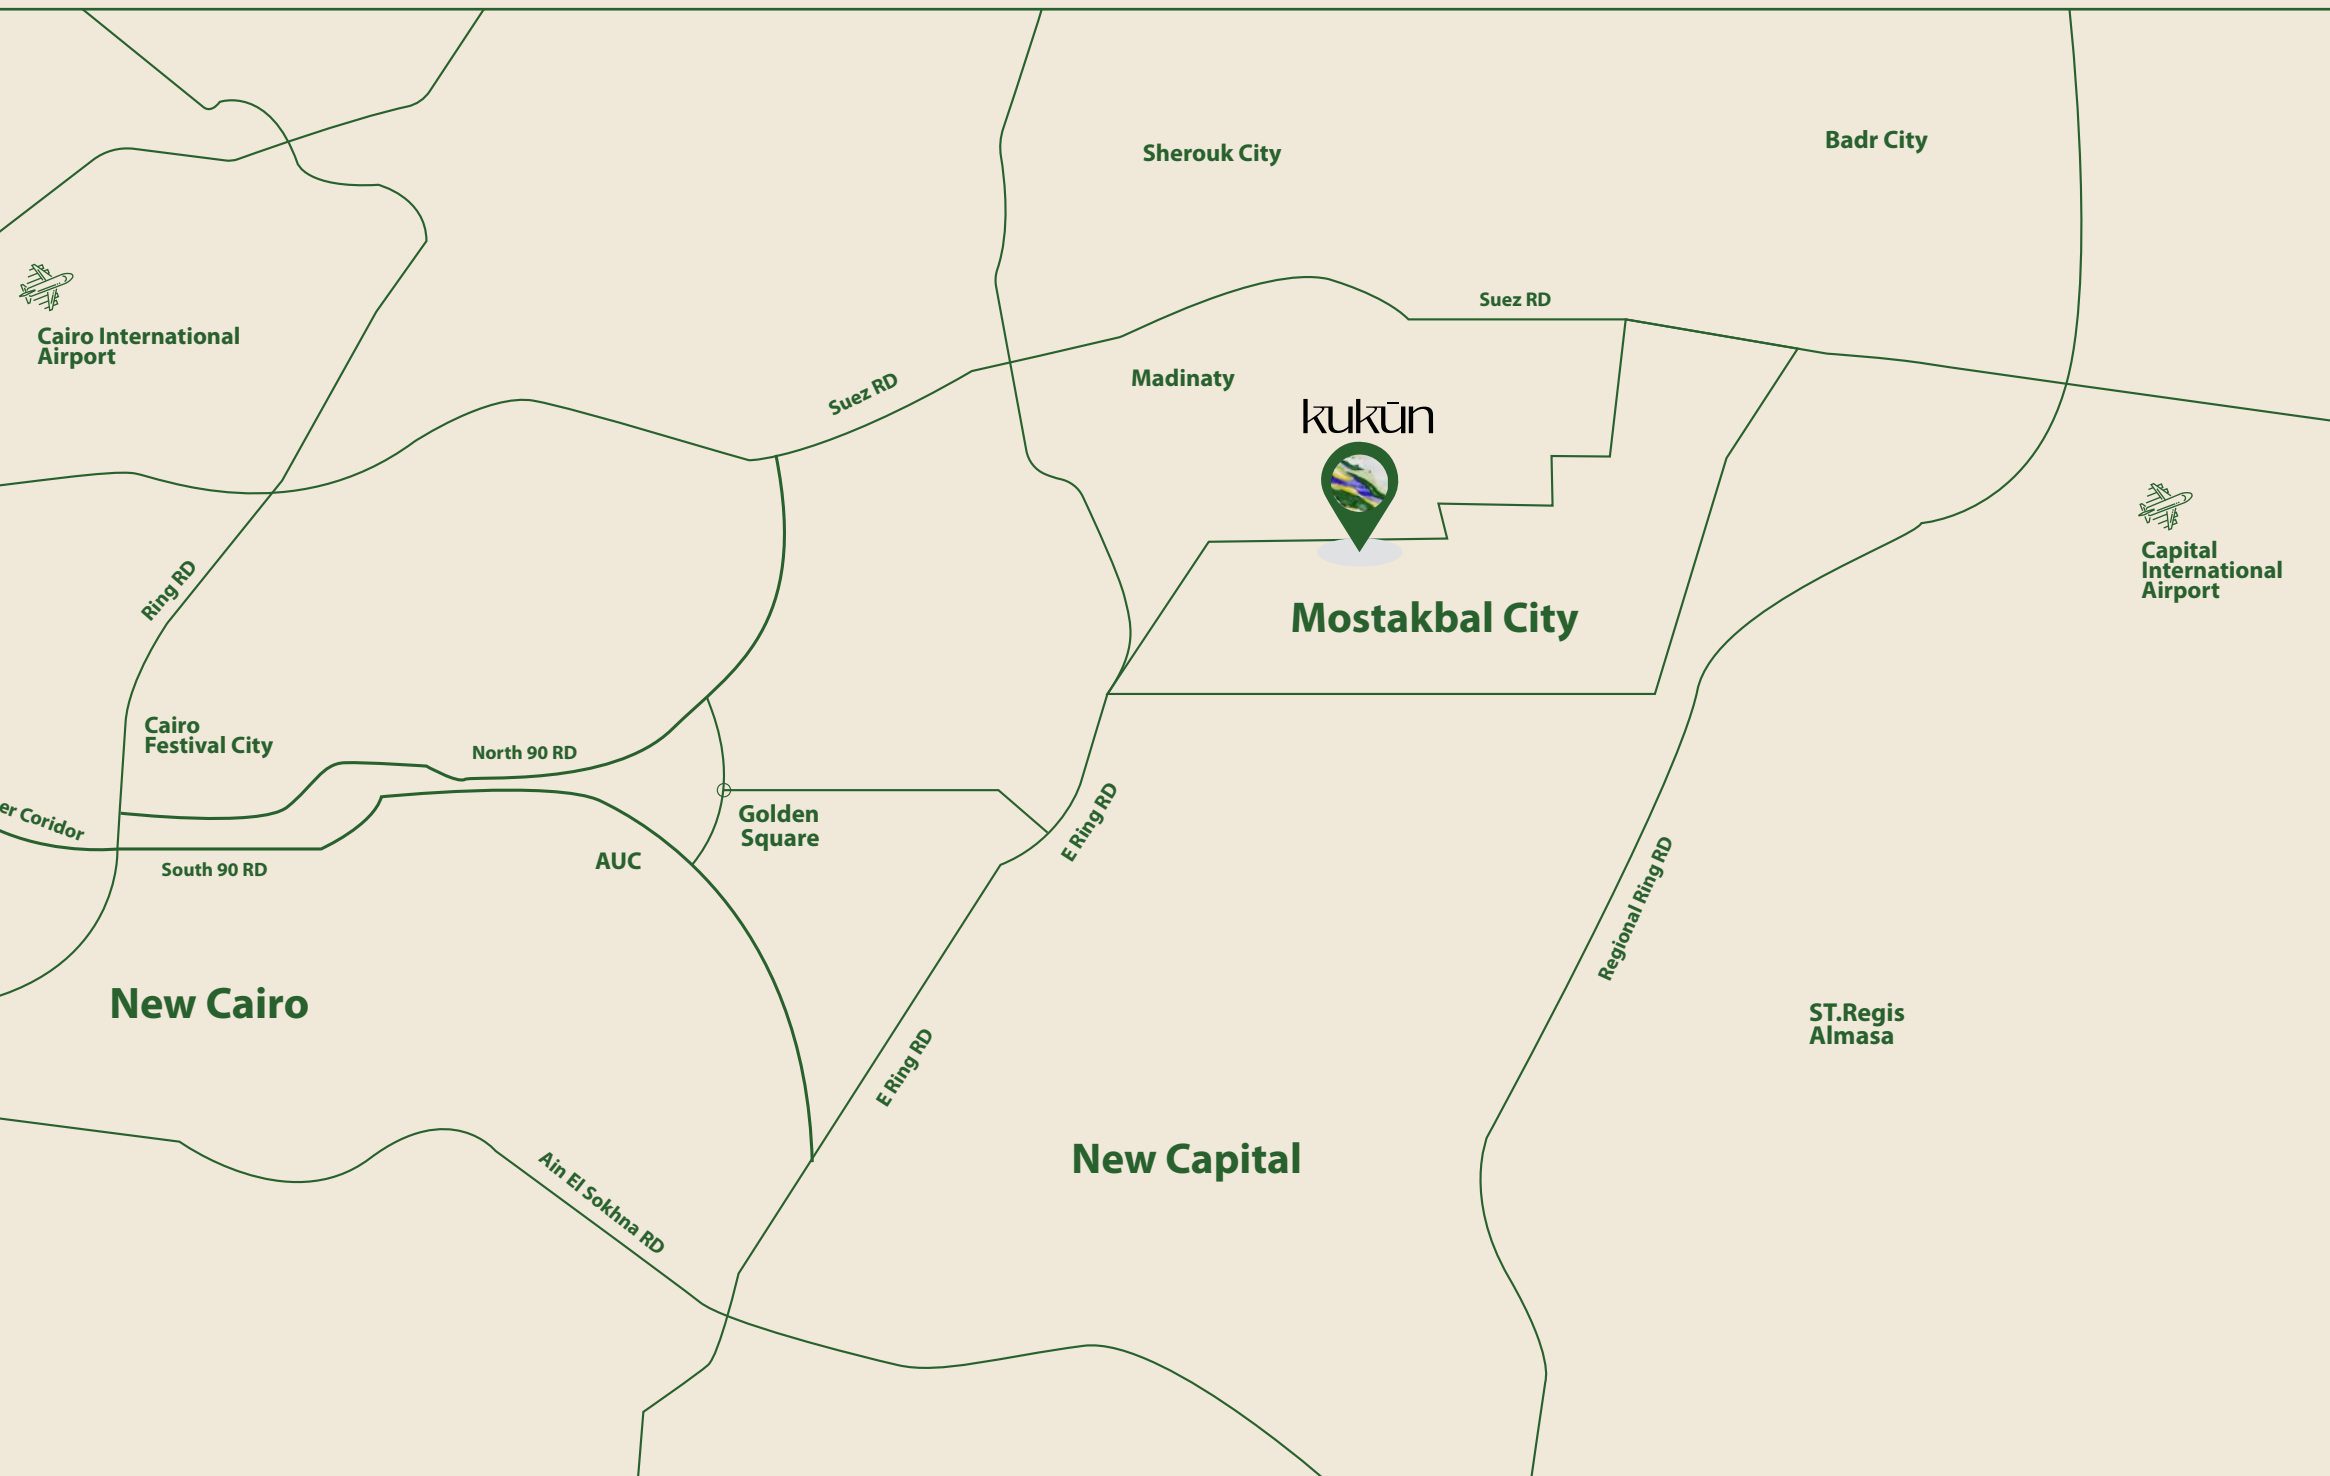 Sherouk City
Badr City
Suez RD
Cairo International
Airport
Suez RD
Madinaty
kukūn
Capital
International
Airport
Ring RD
Mostakbal City
Cairo
Festival City
North 90 RD
er Coridor
Golden
Square
E Ring RD
South 90 RD
AUC
Regional Ring RD
New Cairo
ST.Regis
Almasa
E Ring RD
New Capital
Ain El Sokhna RD